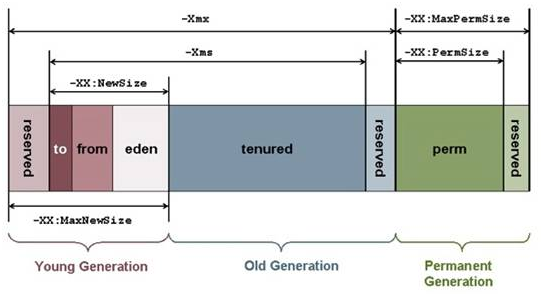 -Xmx
-XX:MaxPermSize
-Xms
-XX:PermSize
-XX:NewSize
reserved
to
from
eden
tenured
reserved
perm
reserved
-XX:MaxNewSize
Young Generation
Old Generation
Permanent
Generation